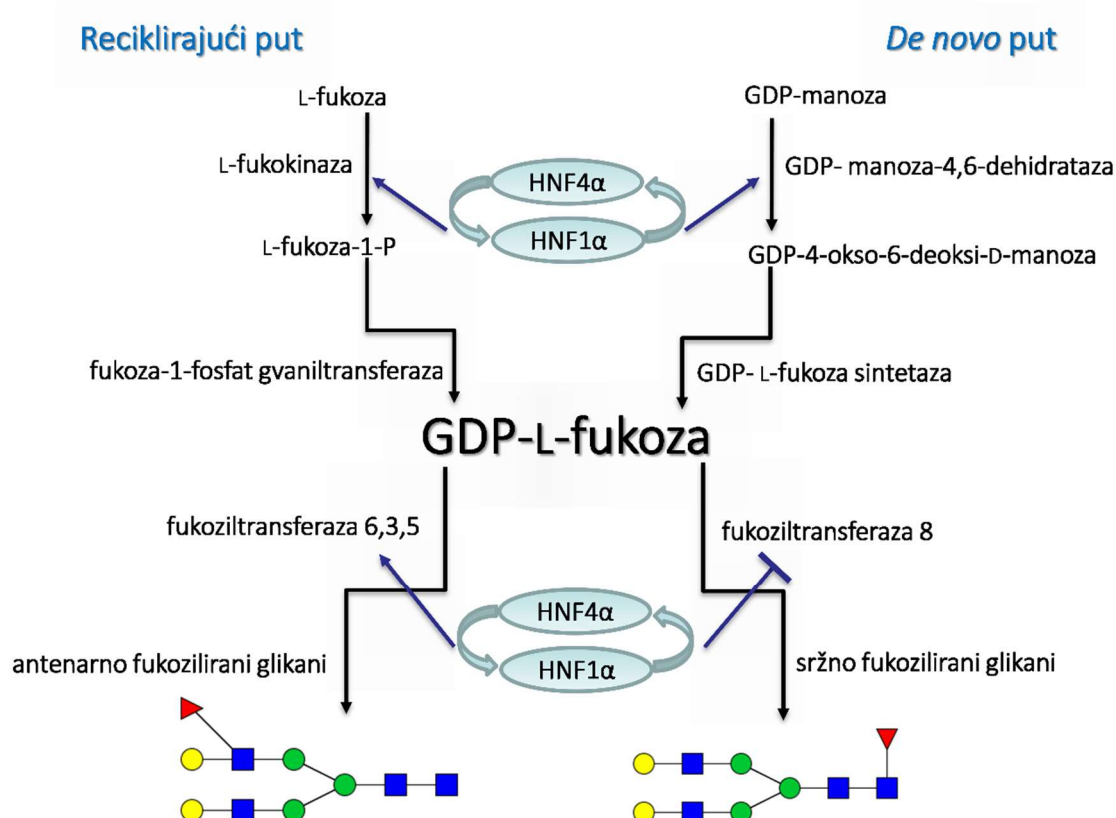 Reciklirajući put
De novo put
L-fukoza
GDP-manoza
L-fukokinaza
HNF4α
GDP- manoza-4,6-dehidrataza
HNF1α
L-fukoza-1-P
GDP-4-okso-6-deoksi-D-manoza
fukoza-1-fosfat gvaniltransferaza
GDP- L-fukoza sintetaza
GDP-L-fukoza
fukoziltransferaza 6,3,5
fukoziltransferaza 8
HNF4α
HNF1α
antenarno fukozilirani glikani
sržno fukozilirani glikani